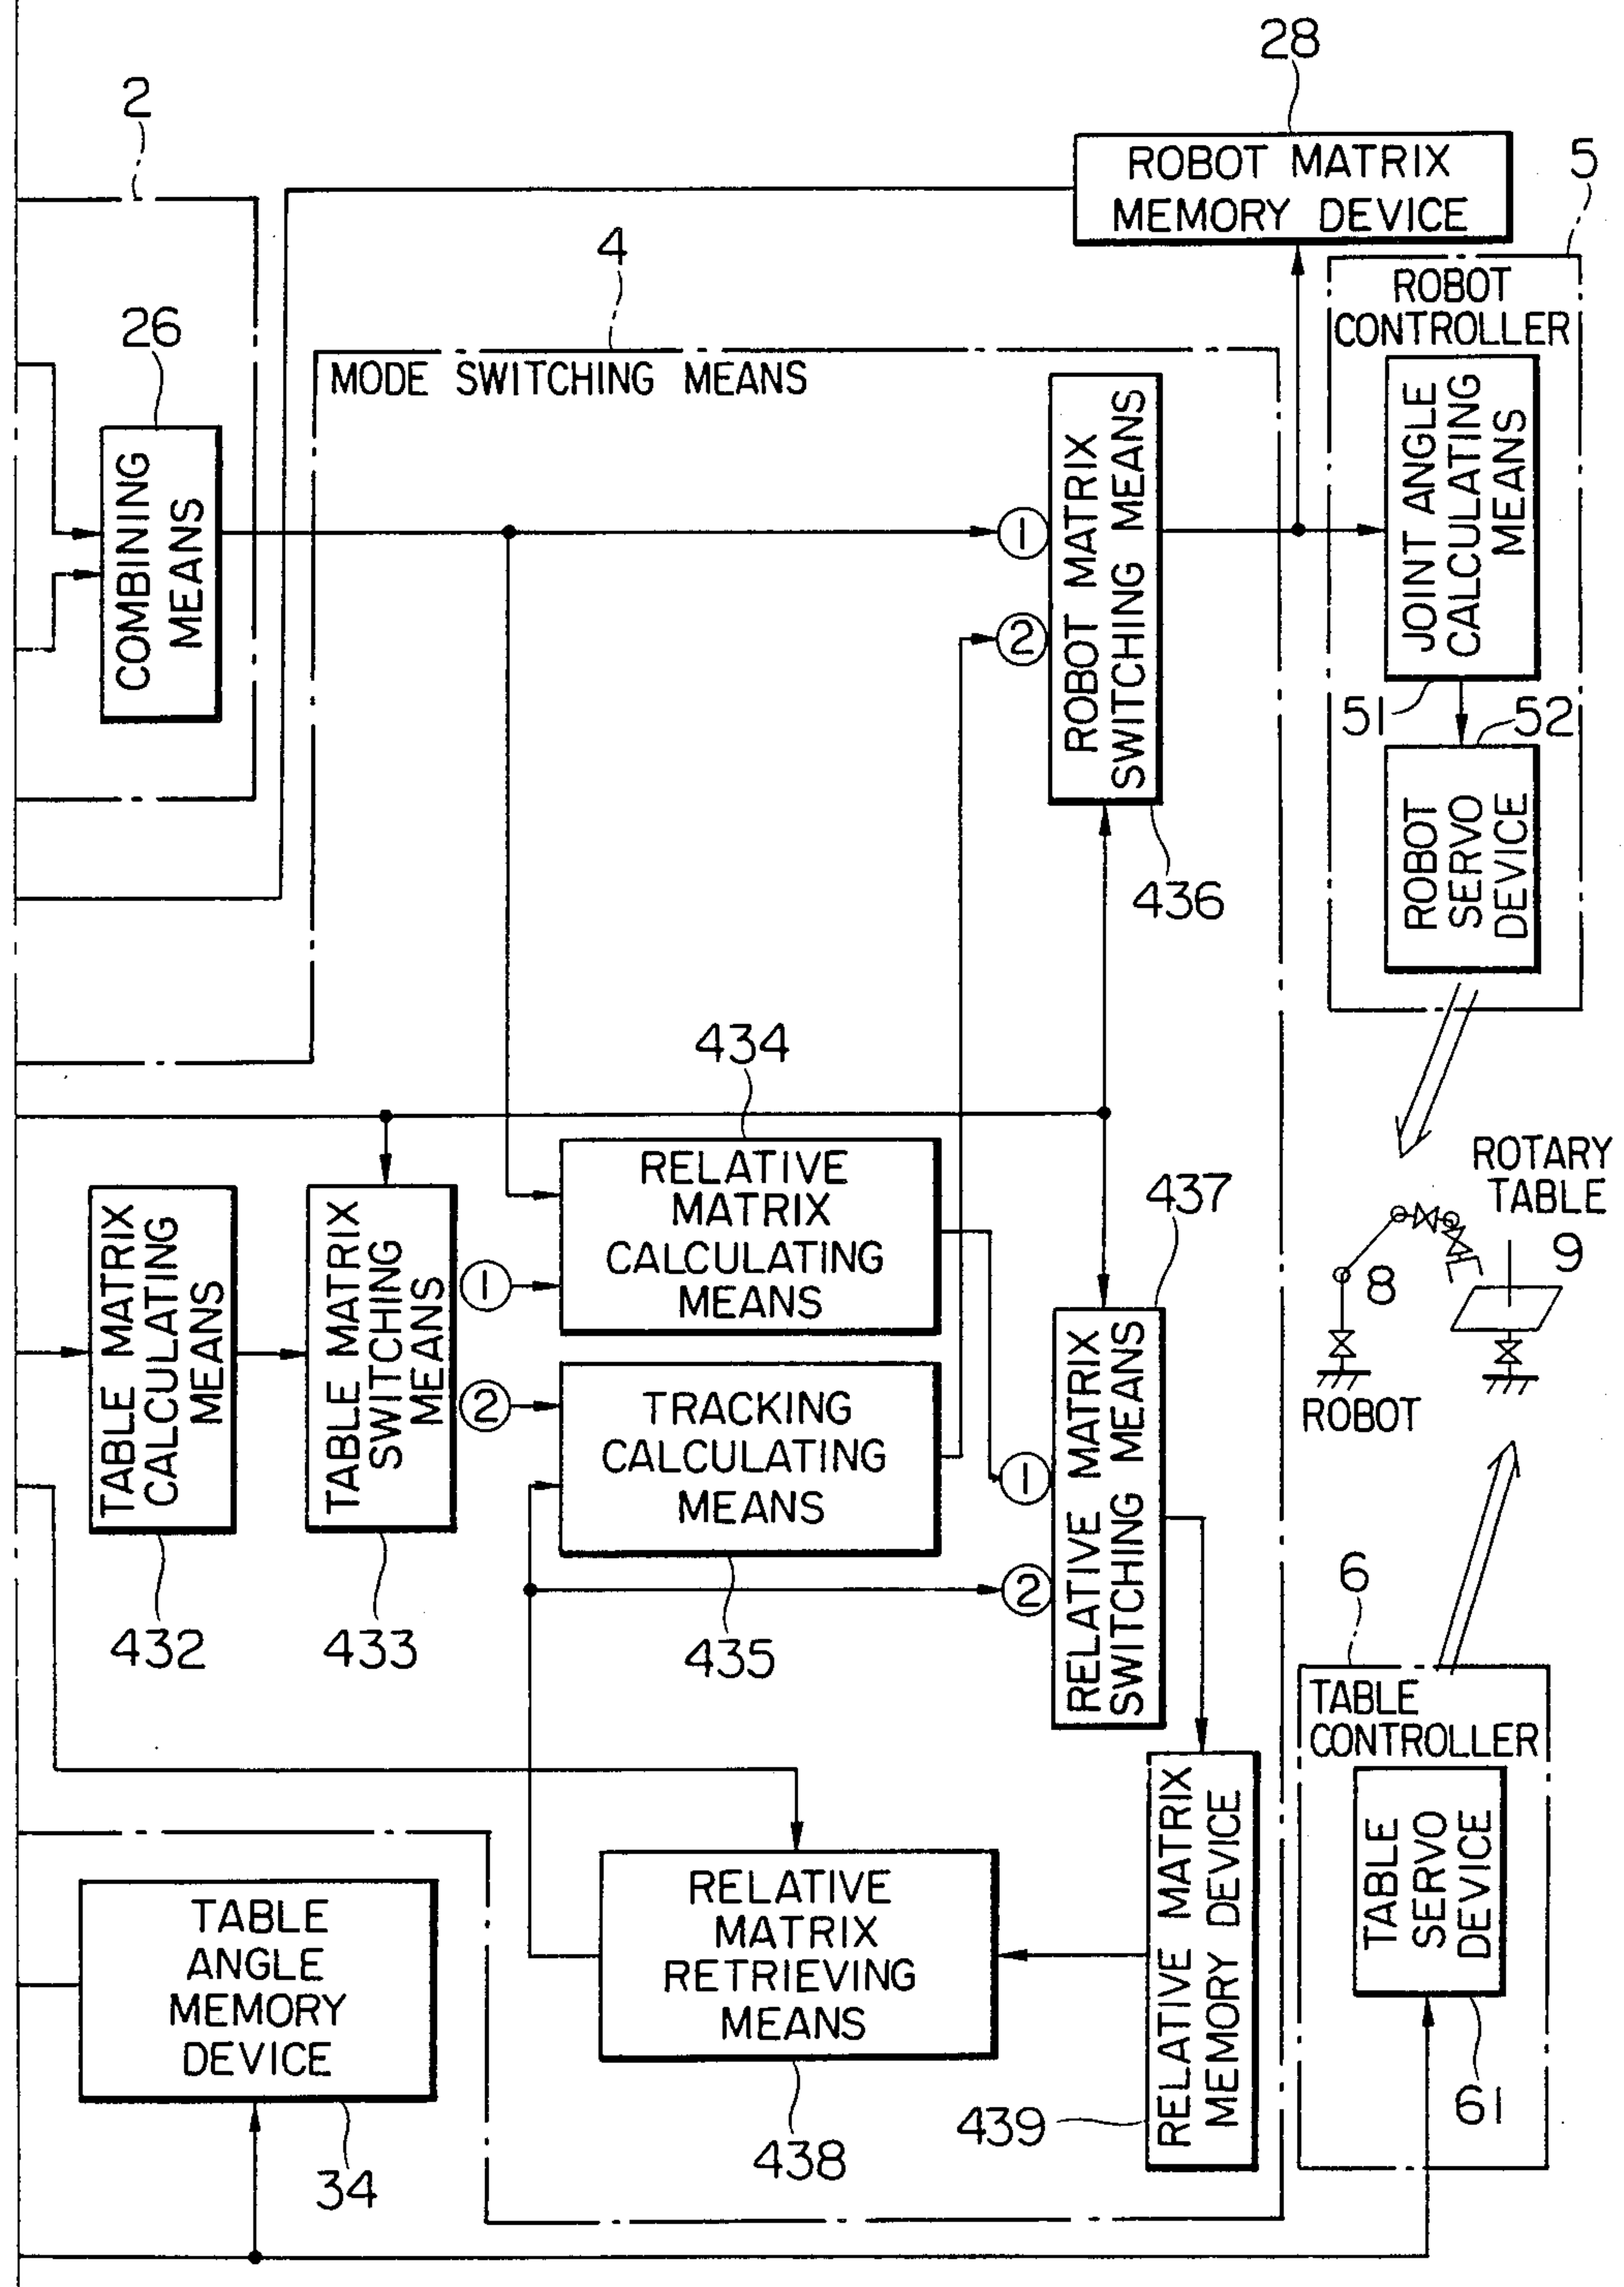 28
2
ROBOT MATRIX
MEMORY DEVICE
5
4
ROBOT
CONTROLLER
26
MODE SWITCHING MEANS
COMBINING
MEANS
①
②
ROBOT MATRIX
SWITCHING MEANS
JOINT ANGLE
CALCULATING
MEANS
51
52
ROBOT
SERVO
DEVICE
436
434
RELATIVE
MATRIX
CALCULATING
MEANS
437
ROTARY
TABLE
TABLE MATRIX
CALCULATING
MEANS
TABLE MATRIX
SWITCHING
MEANS
①
②
8
9
ROBOT
TRACKING
CALCULATING
MEANS
①
②
RELATIVE MATRIX
SWITCHING MEANS
432
433
435
6
TABLE
CONTROLLER
TABLE
SERVO
DEVICE
61
RELATIVE MATRIX
MEMORY DEVICE
439
RELATIVE
MATRIX
RETRIEVING
MEANS
438
TABLE
ANGLE
MEMORY
DEVICE
34